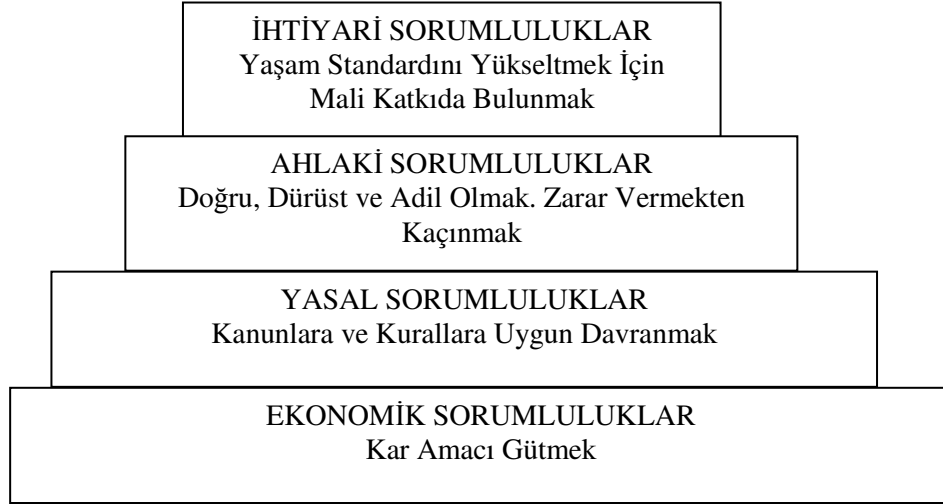 İHTİYARİ SORUMLULUKLAR
Yaşam Standardını Yükseltmek İçin
Mali Katkıda Bulunmak
AHLAKİ SORUMLULUKLAR
Doğru, Dürüst ve Adil Olmak. Zarar Vermekten
Kaçınmak
YASAL SORUMLULUKLAR
Kanunlara ve Kurallara Uygun Davranmak
EKONOMİK SORUMLULUKLAR
Kar Amacı Gütmek